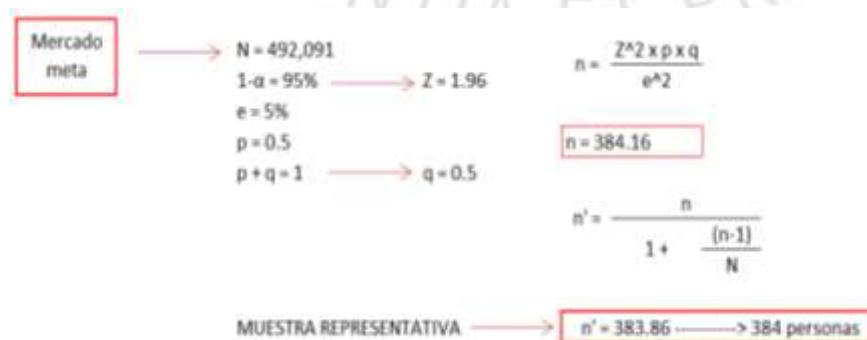 Mercado
meta
N = 492,091
1-α = 95%
Z = 1.96
e = 5%
p = 0.5
p + q = 1
q = 0.5
n = Z^2 x p x q
e^2
n = 384.16
n' = n
1 + (n-1)
N
MUESTRA REPRESENTATIVA
n' = 383.86 ----------> 384 personas